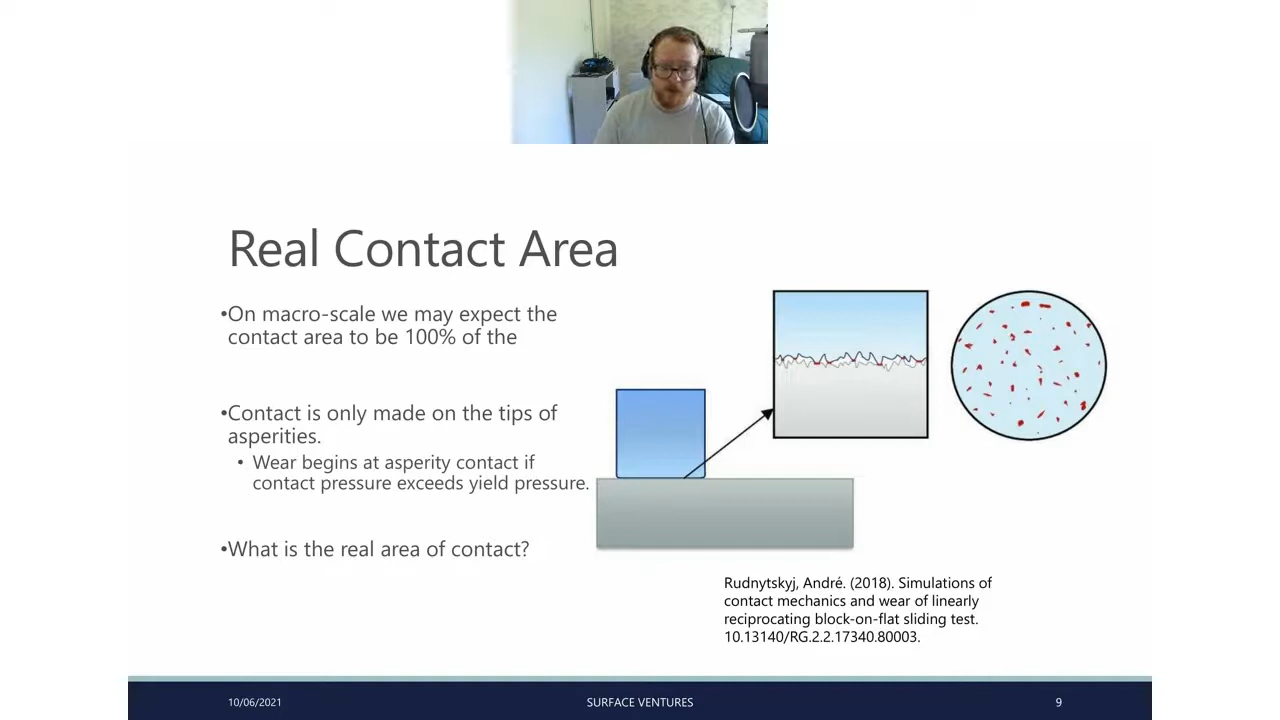 Real Contact Area
•On macro-scale we may expect the
contact area to be 100% of the
•Contact is only made on the tips of
asperities.
• Wear begins at asperity contact if
contact pressure exceeds yield pressure.
•What is the real area of contact?
Rudnytskyj, André. (2018). Simulations of
contact mechanics and wear of linearly
reciprocating block-on-flat sliding test.
10.13140/RG.2.2.17340.80003.
10/06/2021
SURFACE VENTURES
9